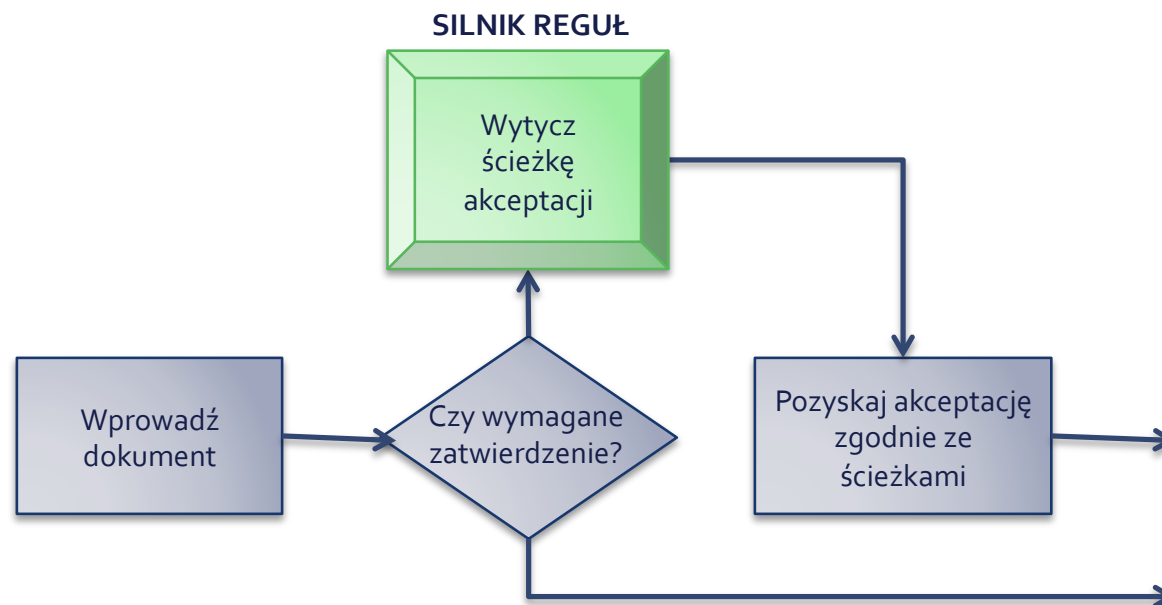 SILNIK REGUŁ
Wytycz
ścieżkę
akceptacji
Wprowadź
dokument
Czy wymagane
zatwierdzenie?
Pozyskaj akceptację
zgodnie ze
ścieżkami